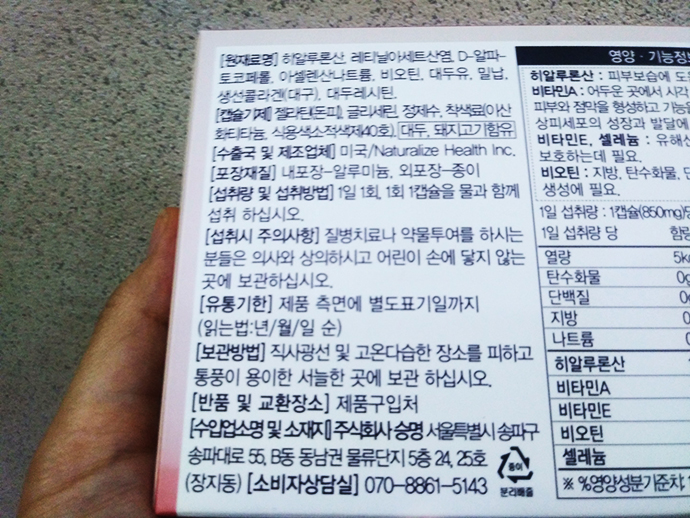 [원재료명] 히알루론산, 레티닐아세트산염, D-알파-
토코페롤, 아셀렌산나트륨, 비오틴, 대두유, 밀납,
생선콜라겐(대구), 대두레시틴.
[캡슐기제] 젤라틴(돈피), 글리세린, 정제수, 착색료(이산
화티타늄, 식용색소적색제40호), 대두, 돼지고기함유
[수출국 및 제조업체] 미국/Naturalize Health Inc.
[포장재질] 내포장-알루미늄, 외포장-종이
[섭취량 및 섭취방법] 1일 1회, 1회 1캡슐을 물과 함께
섭취 하십시오.
[섭취시 주의사항] 질병치료나 약물투여를 하시는
분들은 의사와 상의하시고 어린이 손에 닿지 않는
곳에 보관하십시오.
[유통기한] 제품 측면에 별도표기일까지
(읽는법:년/월/일 순)
[보관방법] 직사광선 및 고온다습한 장소를 피하고
통풍이 용이한 서늘한 곳에 보관 하십시오.
[반품 및 교환장소] 제품구입처
[수입업소명 및 소재지] 주식회사 승명 서울특별시 송파구
송파대로 55, B동 동남권 물류단지 5층 24, 25호
(장지동) [소비자상담실] 070-8861-5143
종이
분리배출
영양·기능정보
히알루론산 : 피부보습에 도
비타민A : 어두운 곳에서 시각
피부와 점막을 형성하고 기능
상피세포의 성장과 발달에
비타민E, 셀레늄 : 유해산
보호하는데 필요.
비오틴 : 지방, 탄수화물, 단
생성에 필요.
1일 섭취량 : 1캡슐(850mg)
1일 섭취량 당 함량
열량 5k
탄수화물 0g
단백질 0
지방 0
나트륨 0
히알루론산 1
비타민A
비타민E
비오틴
셀레늄
※ %영양성분기준치: